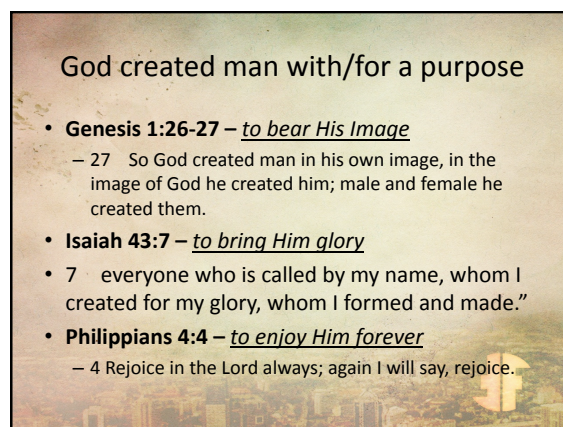 God created man with/for a purpose
• Genesis 1:26-27 – to bear His Image
– 27 So God created man in his own image, in the
image of God he created him; male and female he
created them.
• Isaiah 43:7 – to bring Him glory
• 7 everyone who is called by my name, whom I
created for my glory, whom I formed and made.”
• Philippians 4:4 – to enjoy Him forever
– 4 Rejoice in the Lord always; again I will say, rejoice.